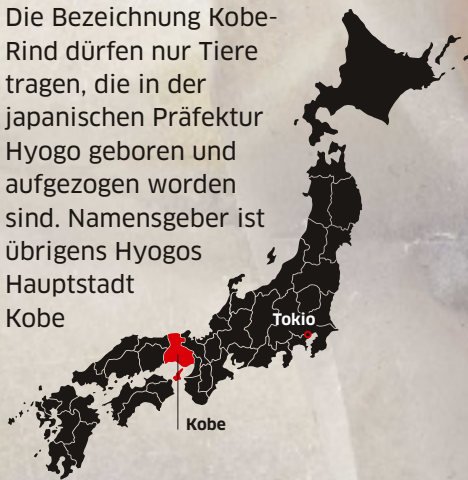 Die Bezeichnung Kobe-
Rind dürfen nur Tiere
tragen, die in der
japanischen Präfektur
Hyogo geboren und
aufgezogen worden
sind. Namensgeber ist
übrigens Hyogos
Hauptstadt
Kobe
Tokio
Kobe